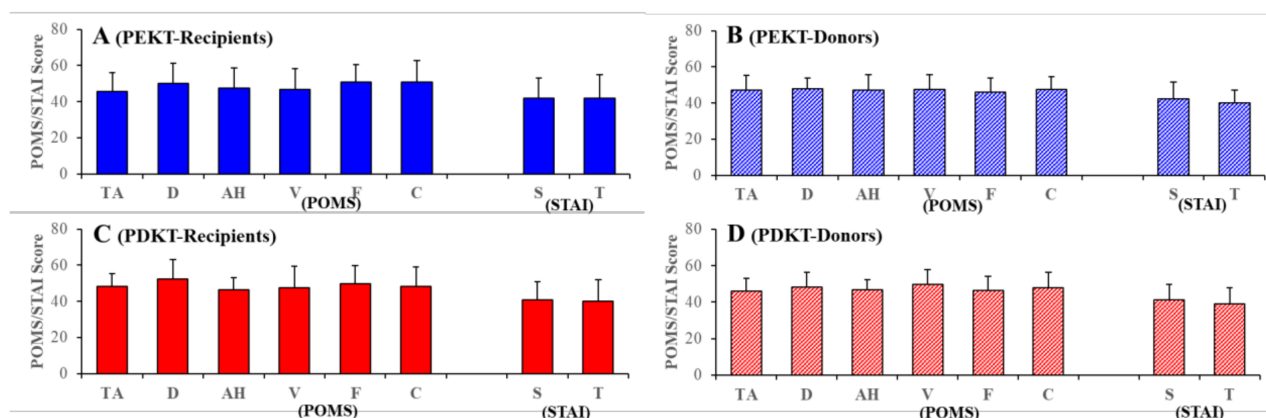 A (PEKT-Recipients)
POMS/STAI Score
80
60
40
20
0
TA D AH V F C S T
(POMS) (STAI)
B (PEKT-Donors)
POMS/STAI Score
80
60
40
20
0
TA D AH V F C S T
(POMS) (STAI)
C (PDKT-Recipients)
POMS/STAI Score
80
60
40
20
0
TA D AH V F C S T
(POMS) (STAI)
D (PDKT-Donors)
POMS/STAI Score
80
60
40
20
0
TA D AH V F C S T
(POMS) (STAI)